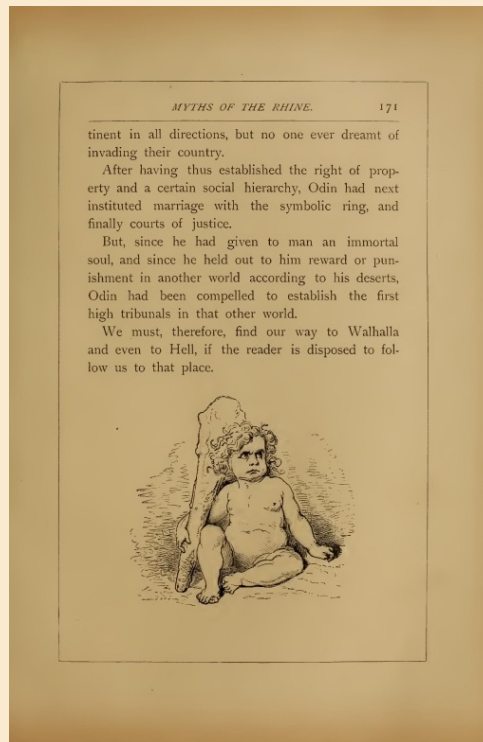 MYTHS OF THE RHINE. 171
tinent in all directions, but no one ever dreamt of
invading their country.
After having thus established the right of prop-
erty and a certain social hierarchy, Odin had next
instituted marriage with the symbolic ring, and
finally courts of justice.
But, since he had given to man an immortal
soul, and since he held out to him reward or pun-
ishment in another world according to his deserts,
Odin had been compelled to establish the first
high tribunals in that other world.
We must, therefore, find our way to Walhalla
and even to Hell, if the reader is disposed to fol-
low us to that place.